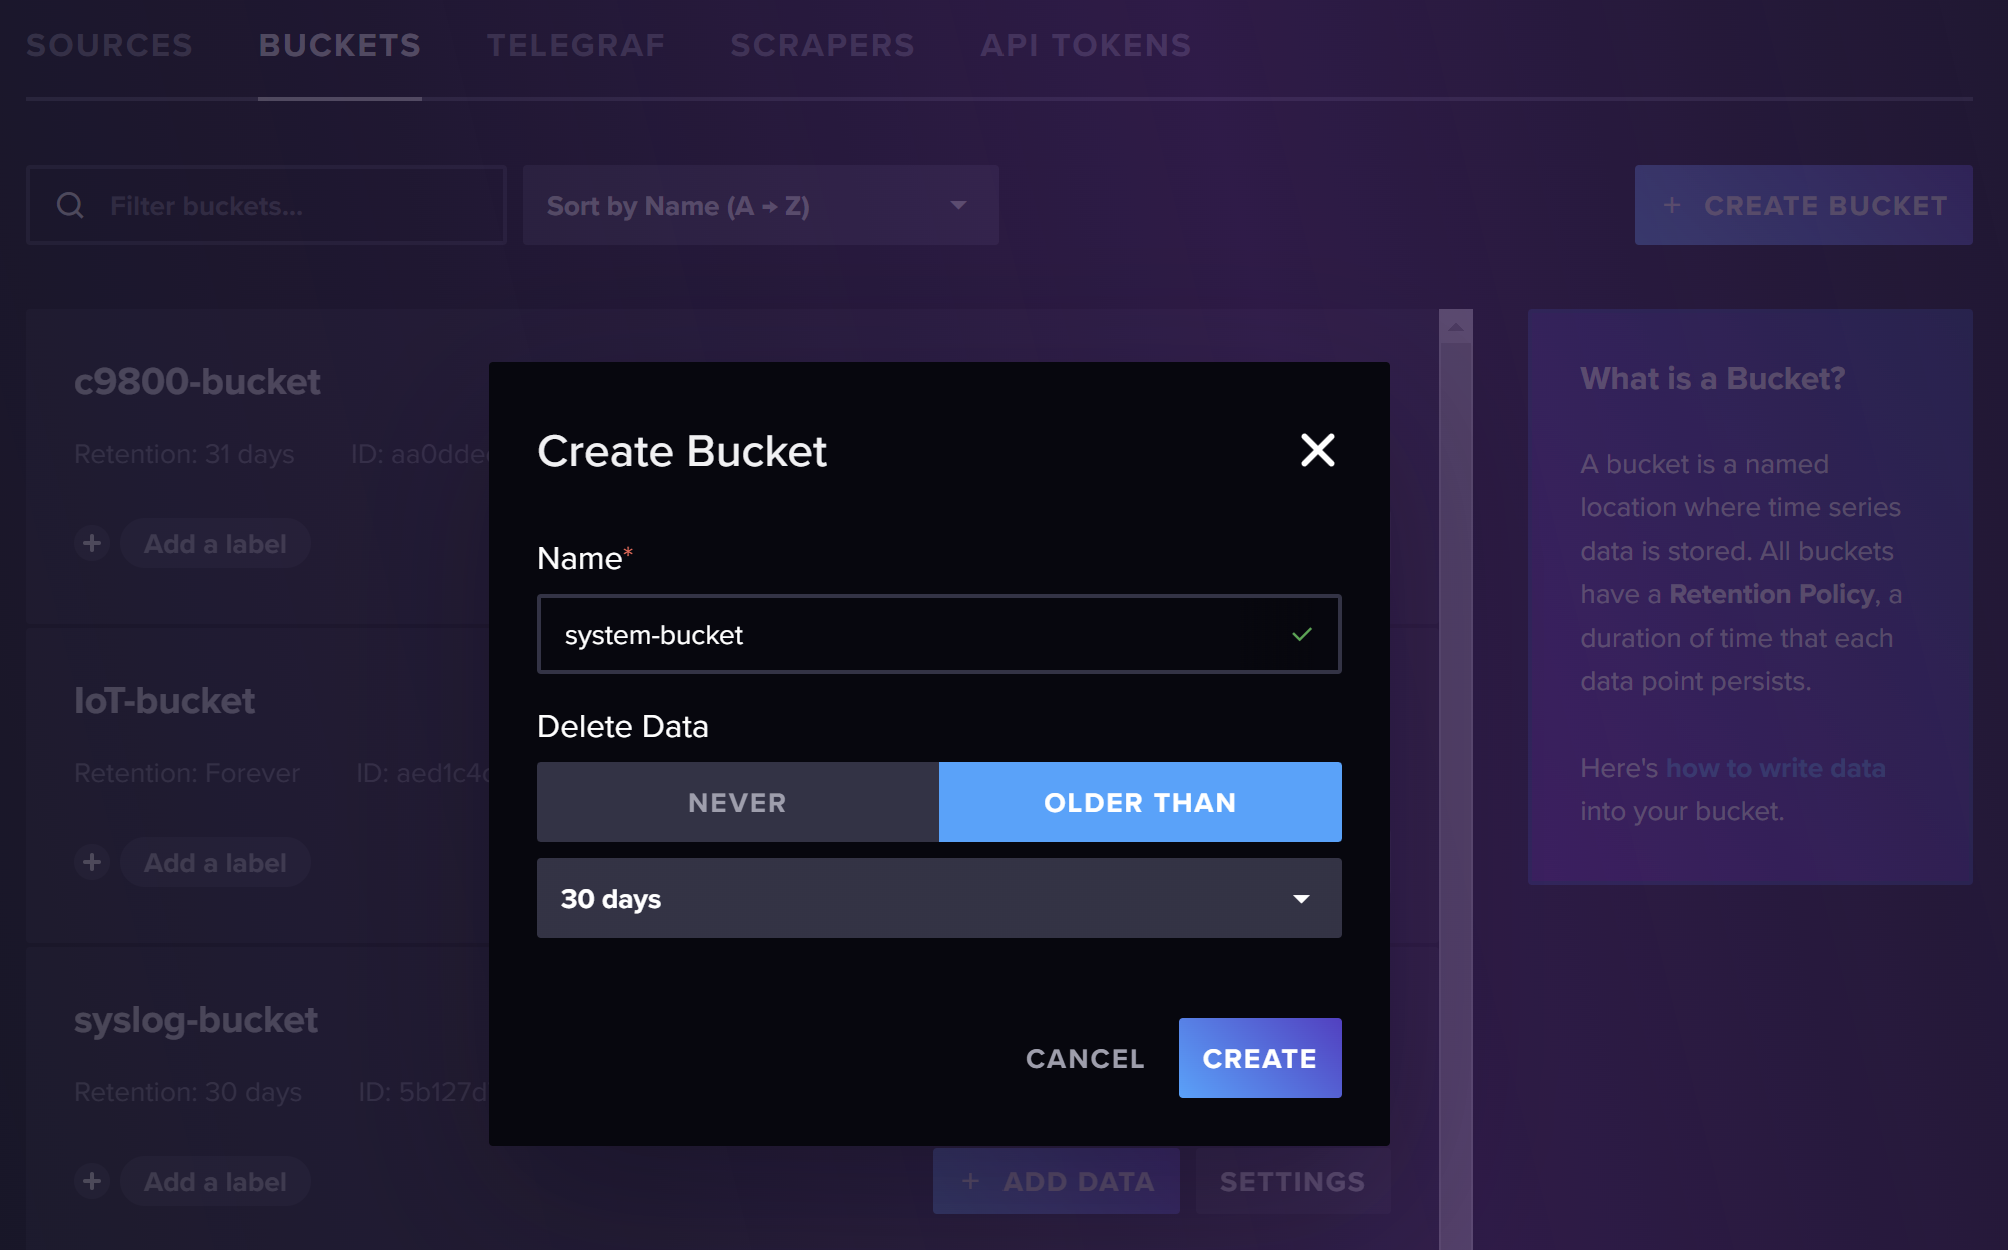 SOURCES BUCKETS TELEGRAF SCRAPERS API TOKENS
Filter buckets... Sort by Name (A → Z) + CREATE BUCKET
c9800-bucket
Retention: 31 days ID: aa0dde
+ Add a label
IoT-bucket
Retention: Forever ID: aed1c4
+ Add a label
syslog-bucket
Retention: 30 days ID: 5b127d
+ Add a label
+ ADD DATA SETTINGS
Create Bucket
Name*
system-bucket
Delete Data
NEVER OLDER THAN
30 days
CANCEL CREATE
What is a Bucket?
A bucket is a named
location where time series
data is stored. All buckets
have a Retention Policy, a
duration of time that each
data point persists.
Here's how to write data
into your bucket.